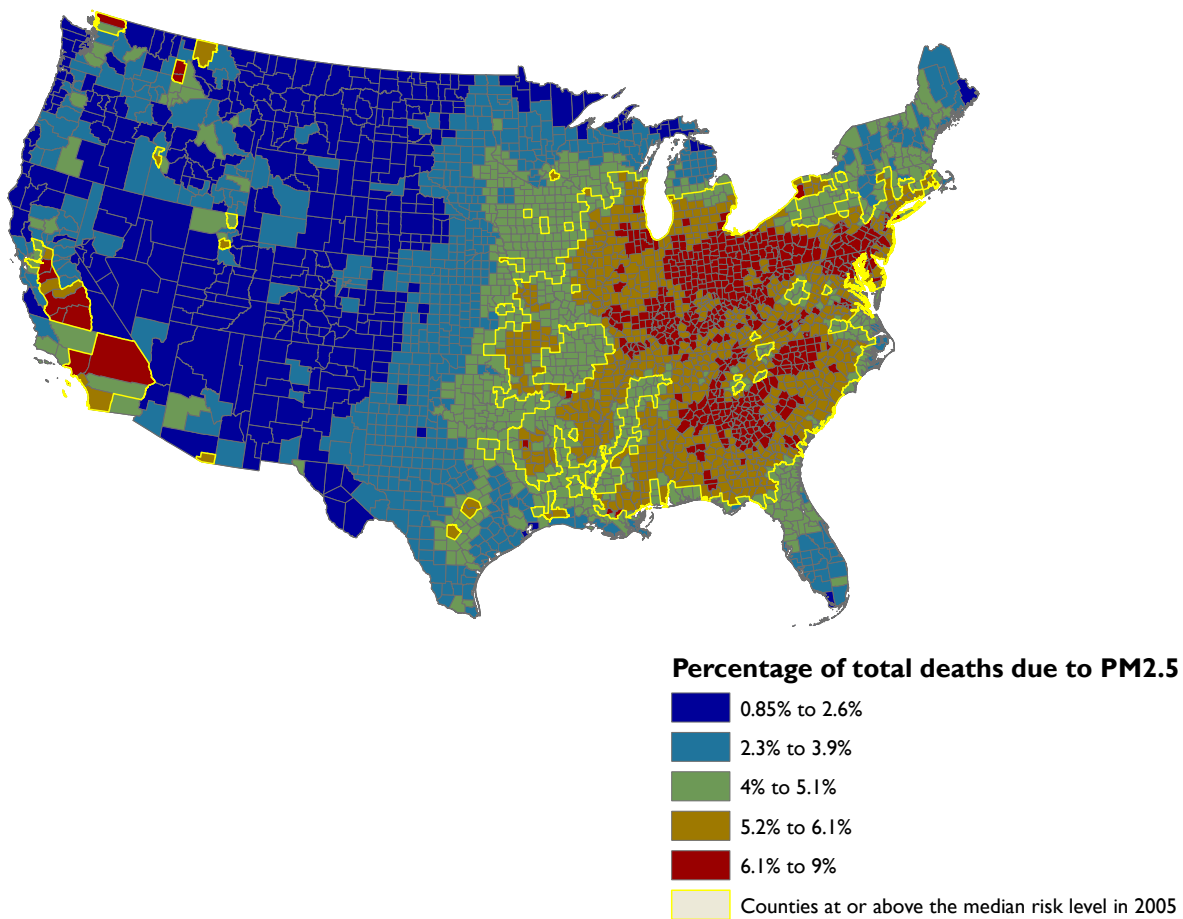 Percentage of total deaths due to PM2.5
0.85% to 2.6%
2.3% to 3.9%
4% to 5.1%
5.2% to 6.1%
6.1% to 9%
Counties at or above the median risk level in 2005